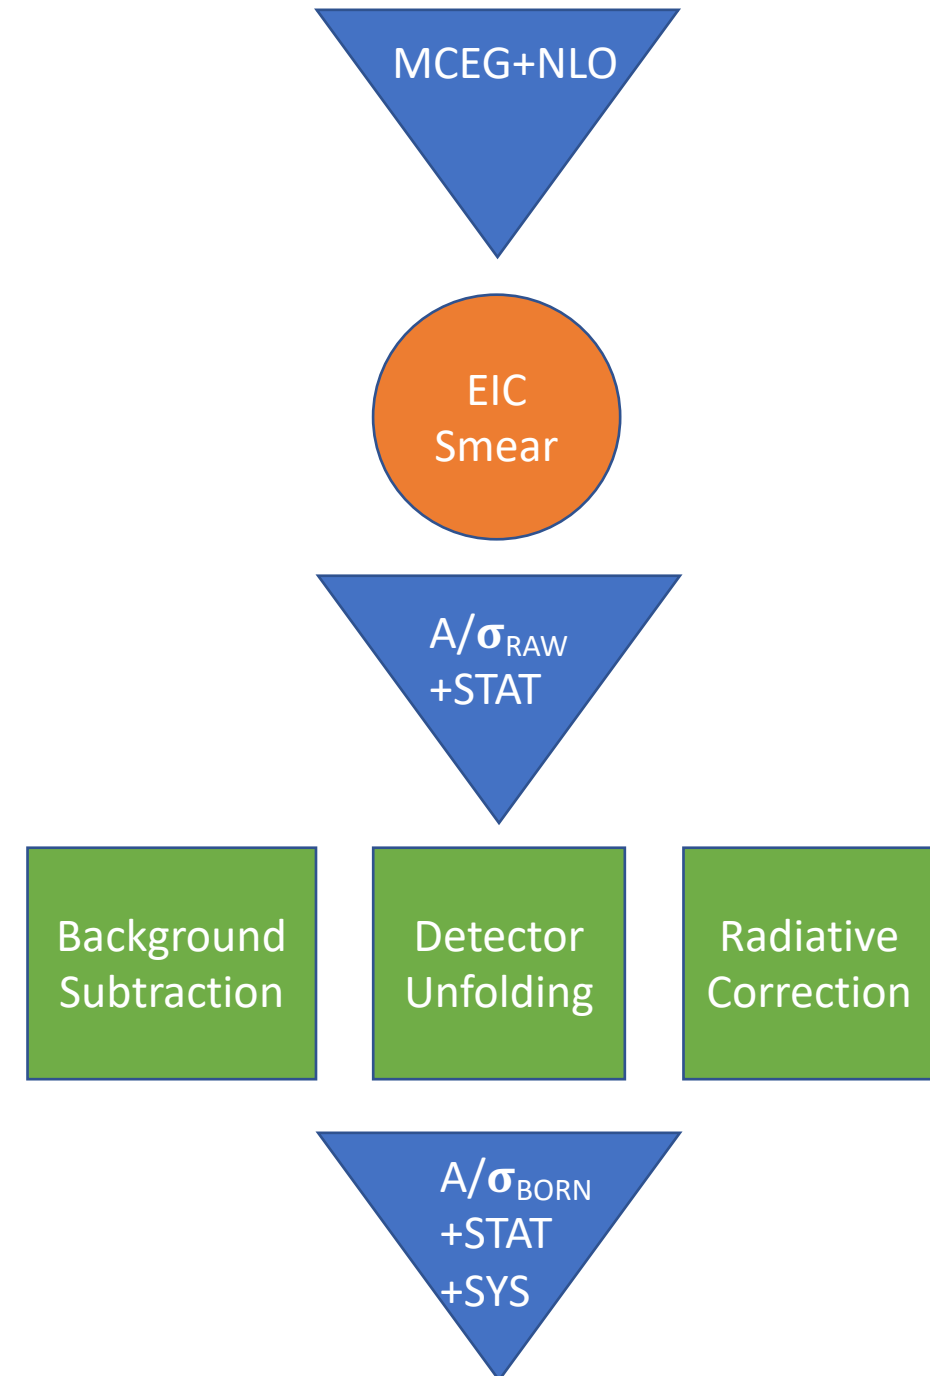 MCEG+NLO
EIC
Smear
A/σRAW
+STAT
Background
Subtraction
Detector
Unfolding
Radiative
Correction
A/σBORN
+STAT
+SYS